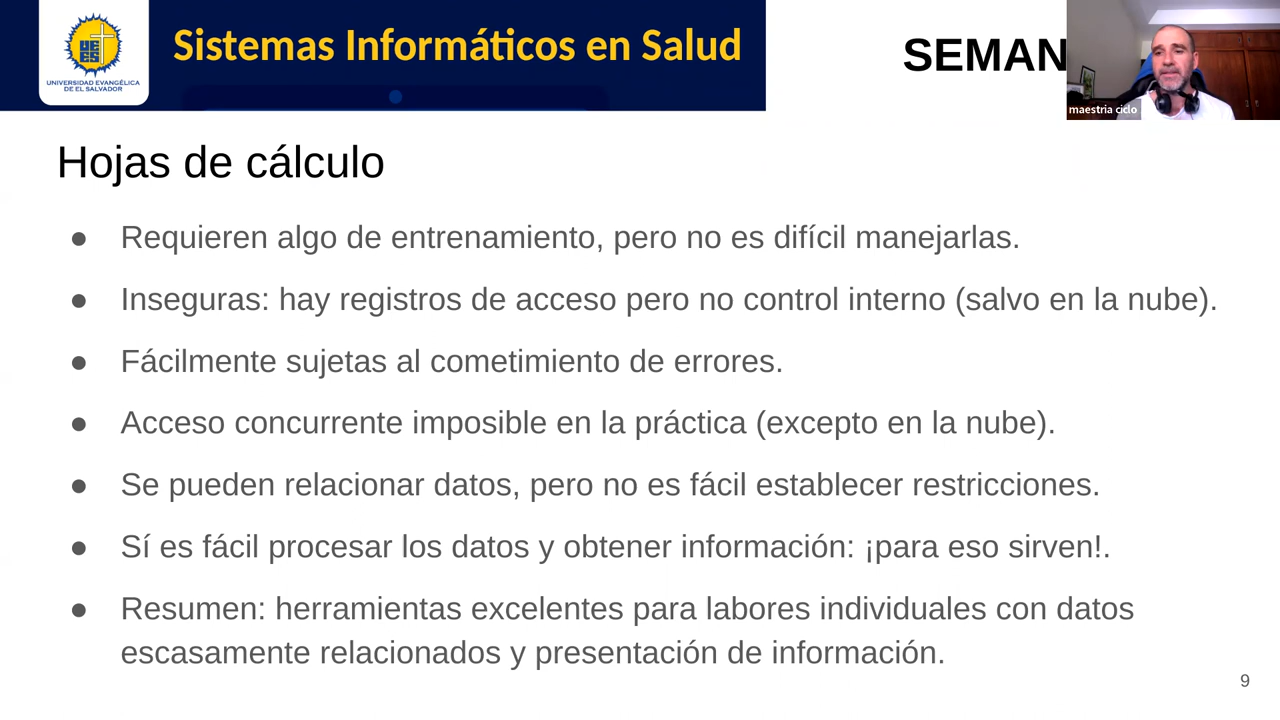 Sistemas Informáticos en Salud
SEMAN
UNIVERSIDAD EVANGÉLICA
DE EL SALVADOR
maestria ciclo
Hojas de cálculo
● Requieren algo de entrenamiento, pero no es difícil manejarlas.
● Inseguras: hay registros de acceso pero no control interno (salvo en la nube).
● Fácilmente sujetas al cometimiento de errores.
● Acceso concurrente imposible en la práctica (excepto en la nube).
● Se pueden relacionar datos, pero no es fácil establecer restricciones.
● Sí es fácil procesar los datos y obtener información: ¡para eso sirven!.
● Resumen: herramientas excelentes para labores individuales con datos
escasamente relacionados y presentación de información.
9